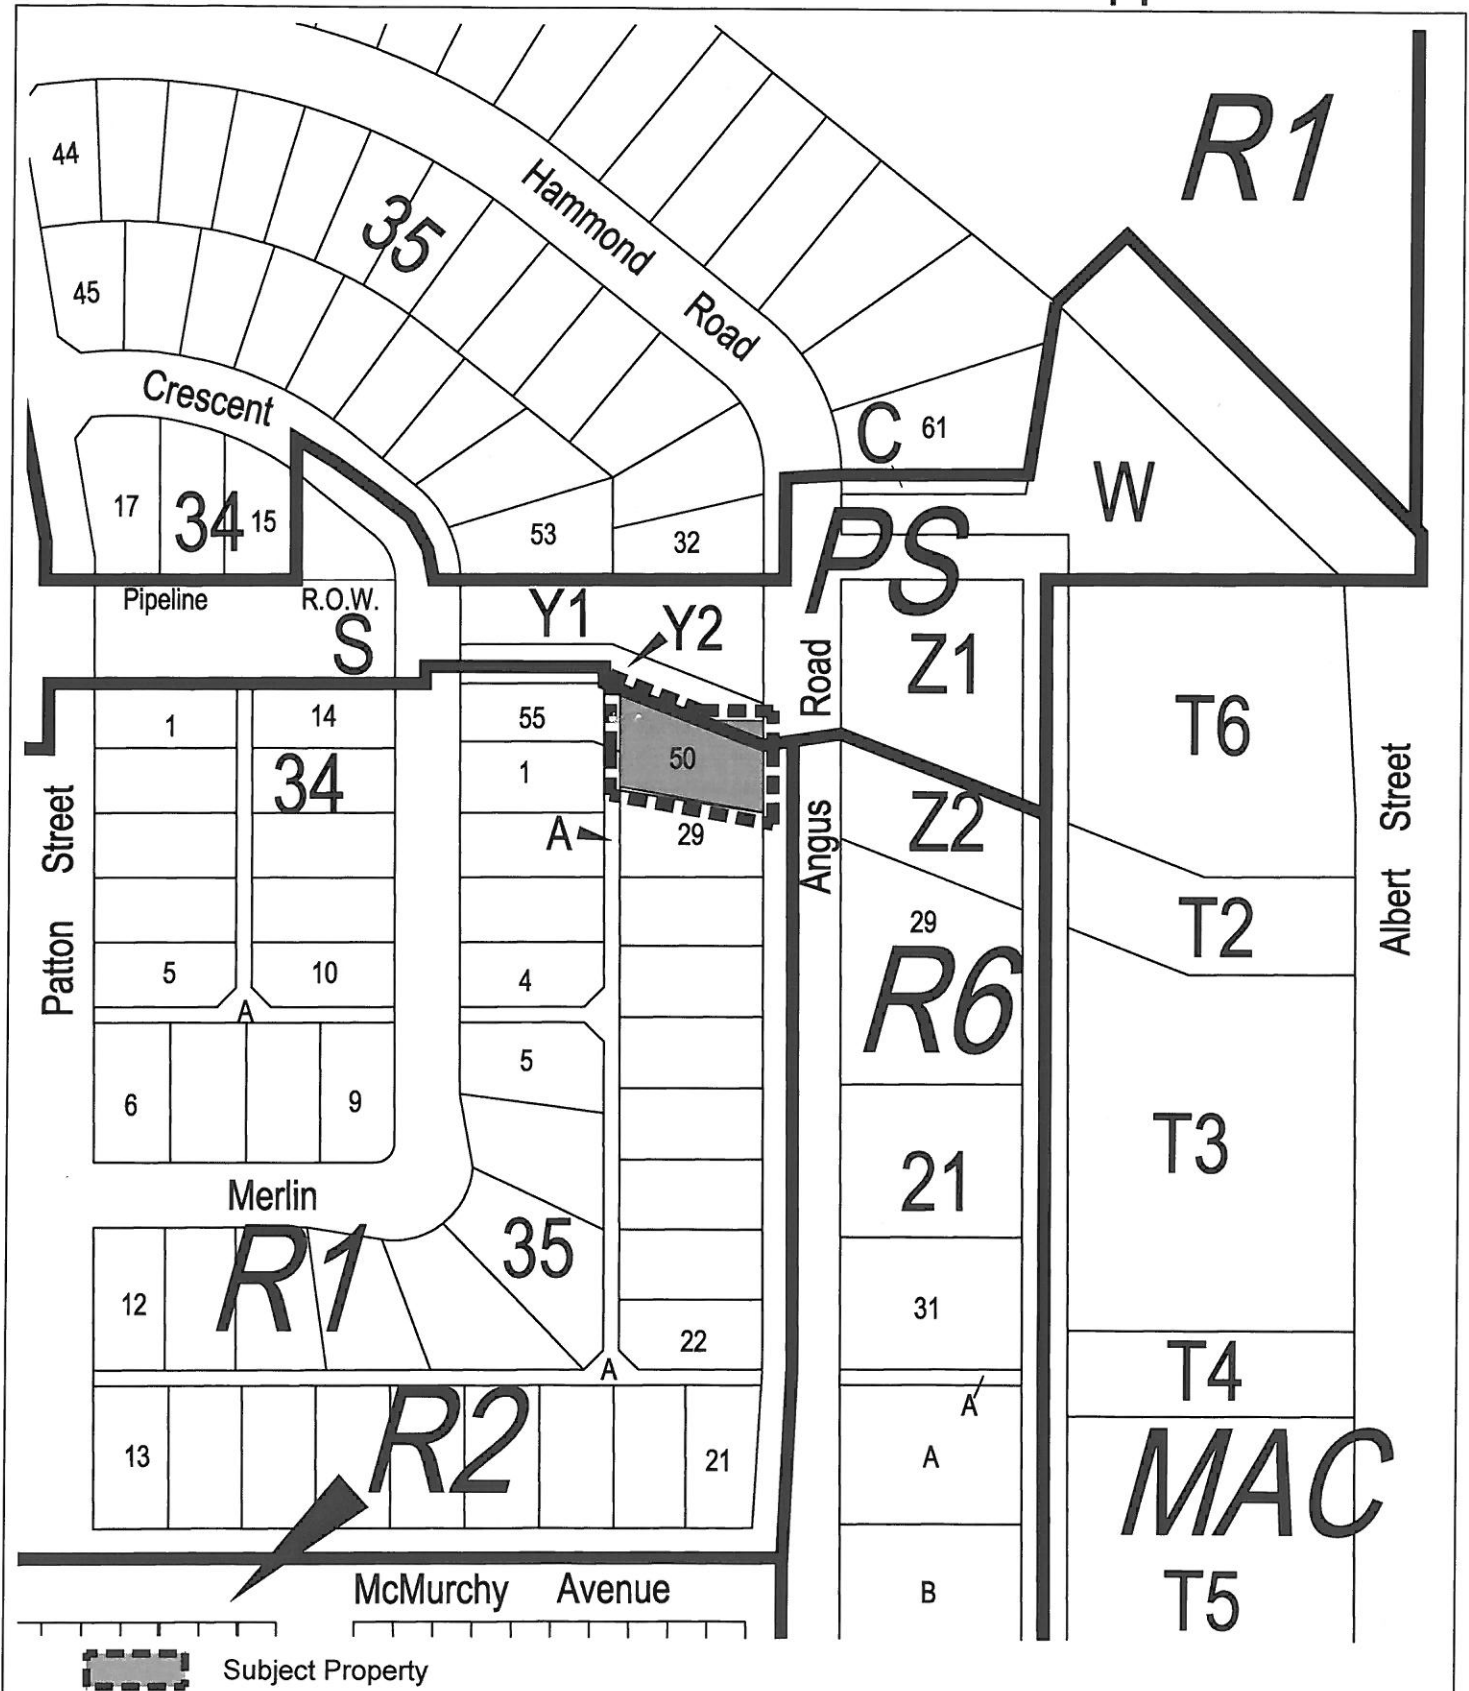 R1
44
35
Hammond Road
45
Crescent
C 61
W
17
34
15
53
32
PS
Pipeline R.O.W.
S
Y1
Y2
Z1
Road
T6
1
14
55
50
34
1
Z2
A
29
Patton Street
Angus
Albert Street
T2
29
5
10
4
A
R6
5
6
9
T3
21
Merlin
35
R1
12
31
22
A
T4
A
R2
13
21
A
MAC
McMurchy Avenue
B
T5
Subject Property